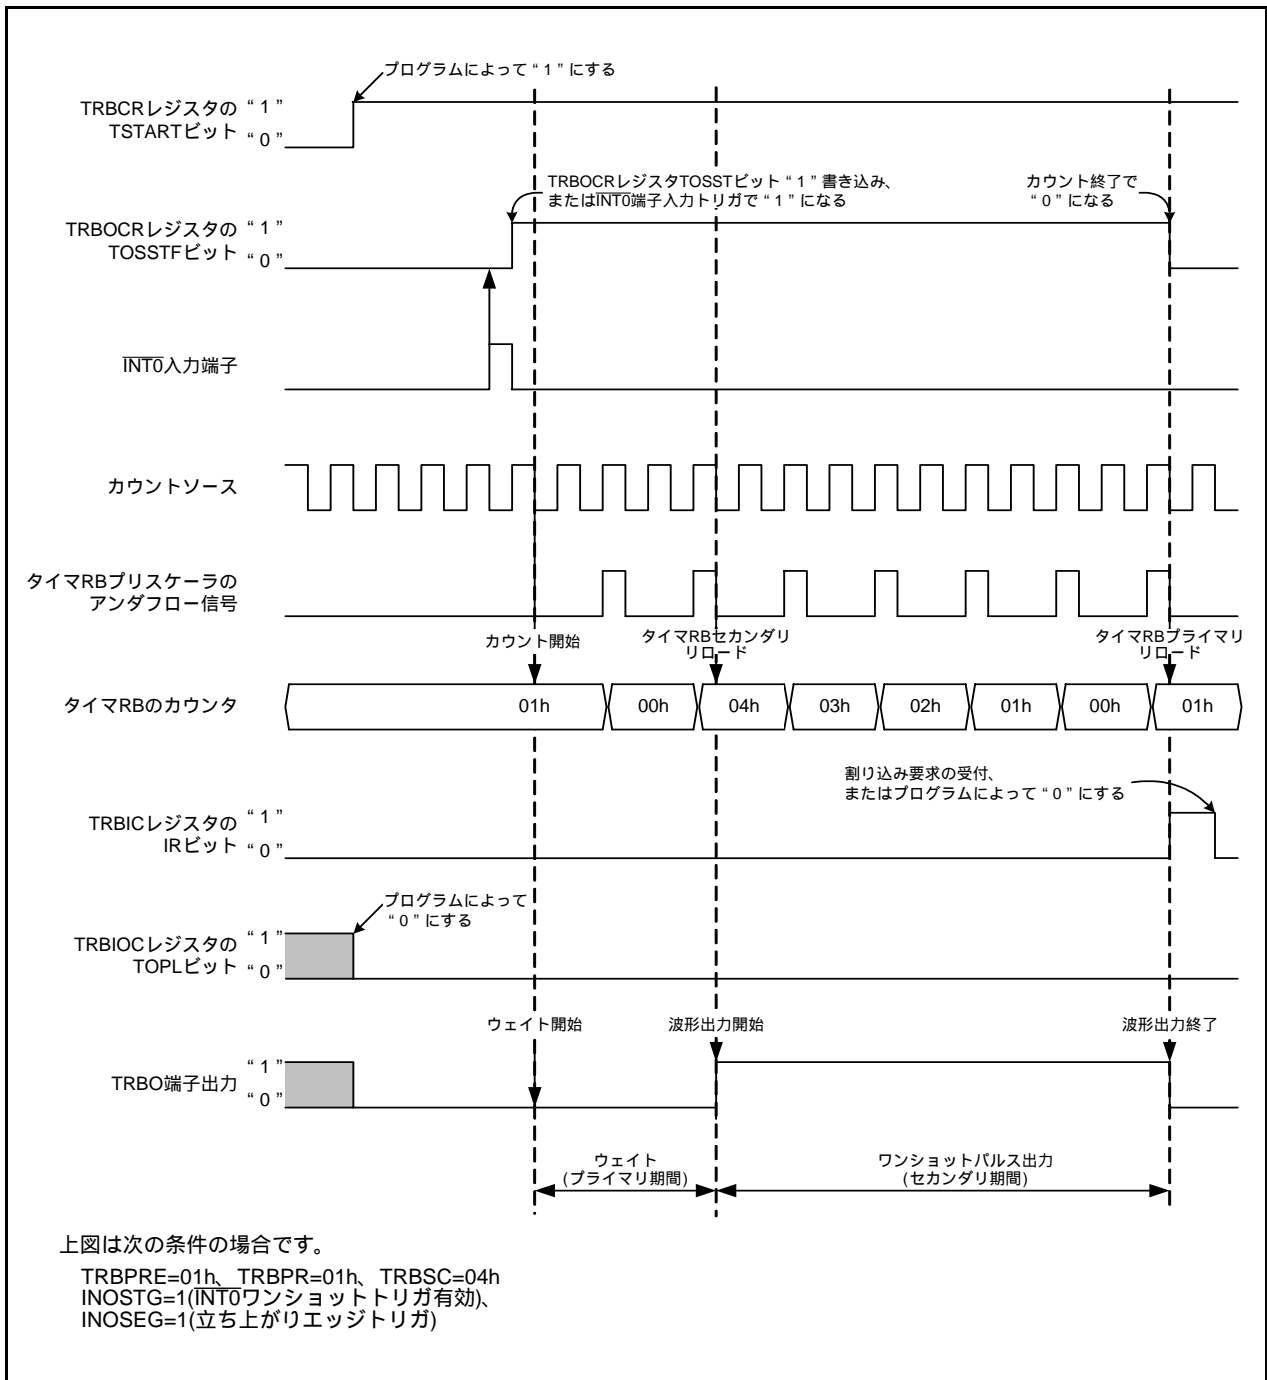 プログラムによって“1”にする
TRBCRレジスタの “1”
TSTARTビット “0”
TRBOCRレジスタTOSSTビット“1”書き込み、
またはINT0端子入力トリガで“1”になる
カウント終了で
“0”になる
TRBOCRレジスタの “1”
TOSSTFビット “0”
INT0入力端子
カウントソース
タイマRBプリスケーラの
アンダフロー信号
カウント開始
タイマRBセカンダリ
リロード
タイマRBプライマリ
リロード
タイマRBのカウンタ 01h 00h 04h 03h 02h 01h 00h 01h
割り込み要求の受付、
またはプログラムによって“0”にする
TRBICレジスタの “1”
IRビット “0”
プログラムによって
“0”にする
TRBIOCレジスタの “1”
TOPLビット “0”
ウェイト開始 波形出力開始 波形出力終了
“1”
TRBO端子出力
“0”
ウェイト
(プライマリ期間)
ワンショットパルス出力
(セカンダリ期間)
上図は次の条件の場合です。
TRBPRE=01h、TRBPR=01h、TRBSC=04h
INOSTG=1(INT0ワンショットトリガ有効)、
INOSEG=1(立ち上がりエッジトリガ)